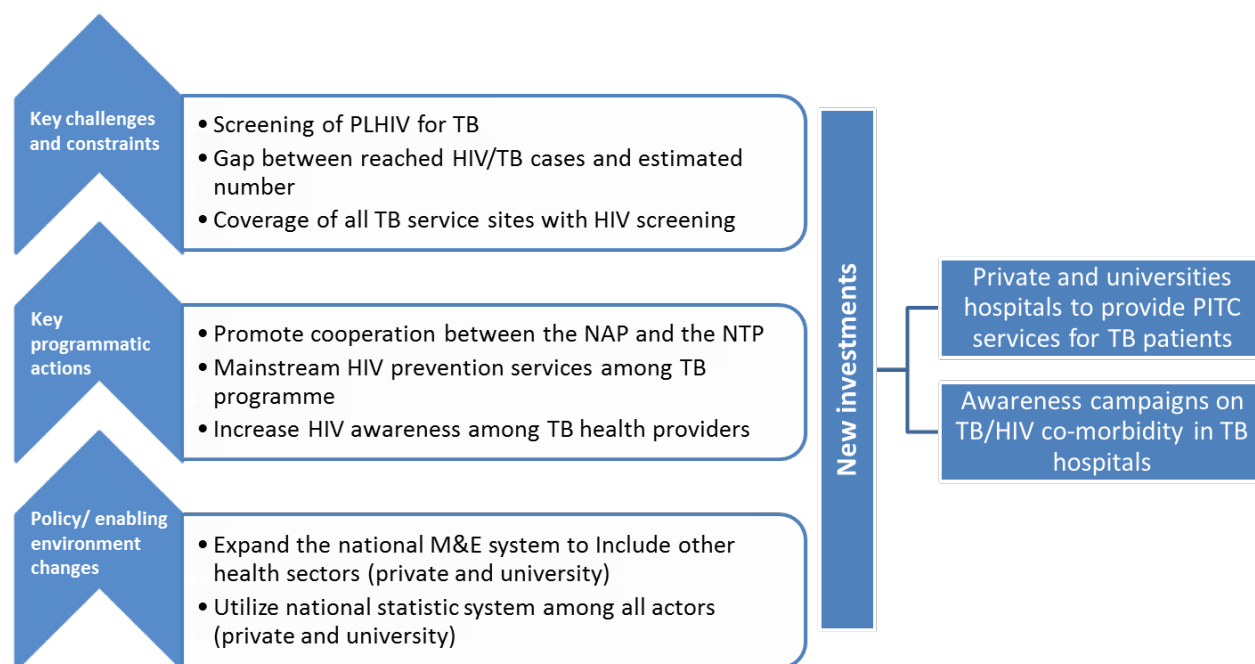 Key challenges
and constraints
• Screening of PLHIV for TB
• Gap between reached HIV/TB cases and estimated
number
• Coverage of all TB service sites with HIV screening
Key
programmatic
actions
• Promote cooperation between the NAP and the NTP
• Mainstream HIV prevention services among TB
programme
• Increase HIV awareness among TB health providers
Policy/ enabling
environment
changes
• Expand the national M&E system to Include other
health sectors (private and university)
• Utilize national statistic system among all actors
(private and university)
New investments
Private and universities
hospitals to provide PITC
services for TB patients
Awareness campaigns on
TB/HIV co-morbidity in TB
hospitals